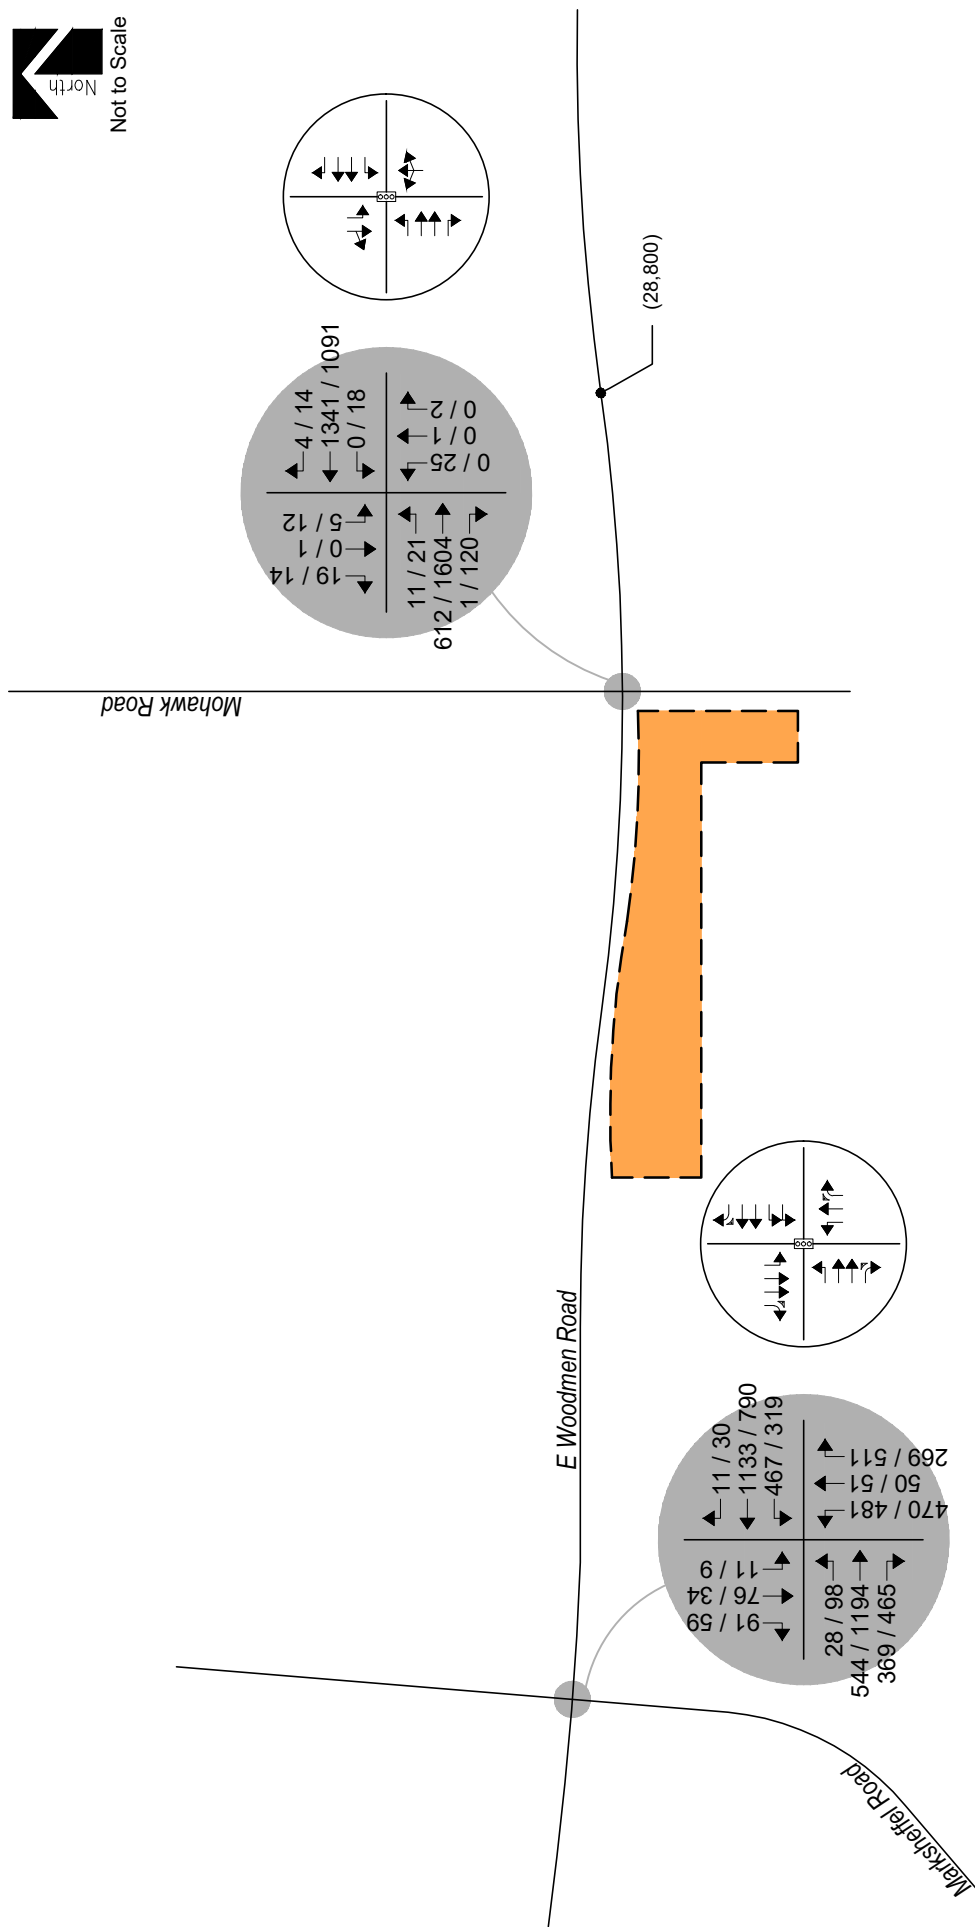 North
Not to Scale
4 / 14
1341 / 1091
0 / 18
5 / 12
0 / 1
19 / 14
0 / 2
0 / 1
0 / 25
11 / 21
612 / 1604
1 / 120
(28,800)
Mohawk Road
E Woodmen Road
11 / 30
1133 / 790
467 / 319
11 / 9
76 / 34
91 / 59
269 / 511
50 / 51
470 / 481
28 / 98
544 / 1194
369 / 465
Marksheffel Road